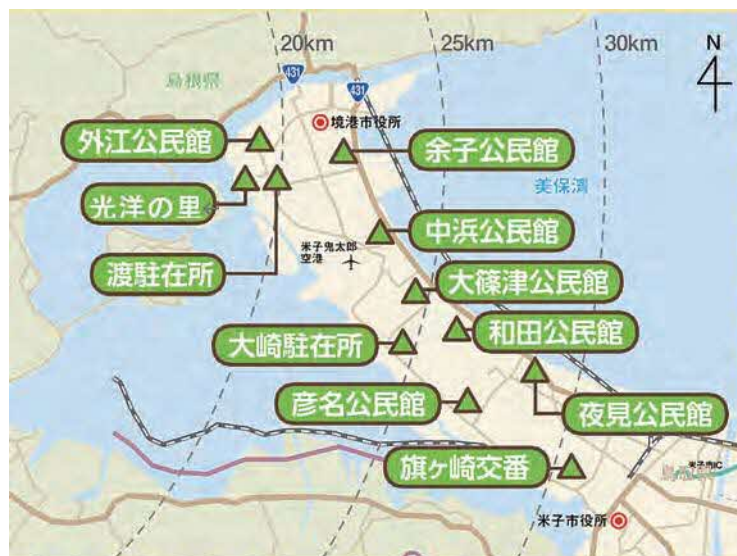 20km
25km
30km
N
431
431
島根県
境港市役所
外江公民館
余子公民館
光洋の里
美保湾
中浜公民館
渡駐在所
米子鬼太郎
空港
大篠津公民館
和田公民館
大崎駐在所
彦名公民館
夜見公民館
旗ヶ崎交番
米子市IC
米子市役所